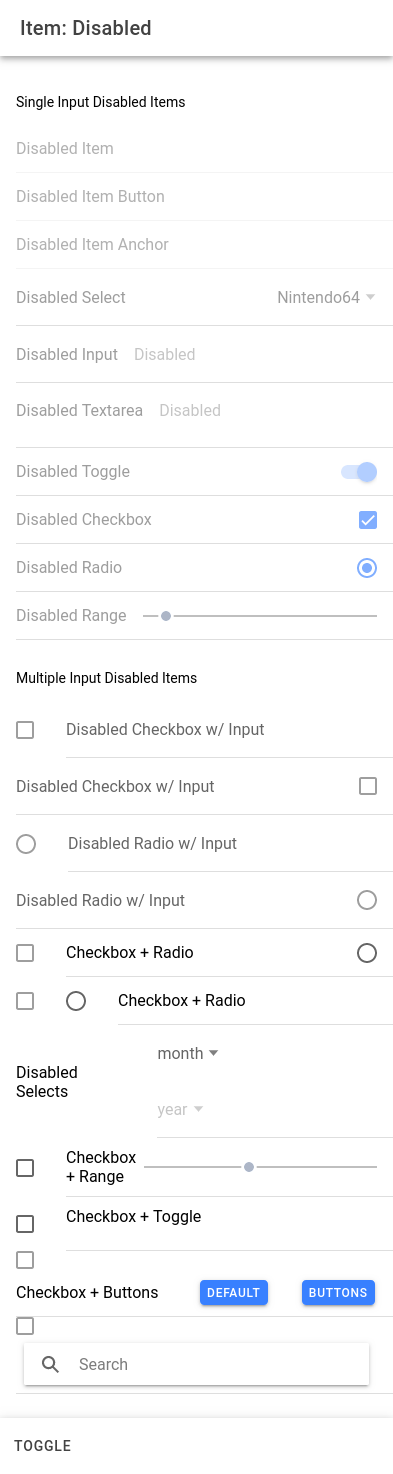 Item: Disabled
Single Input Disabled Items
Disabled Item
Disabled Item Button
Disabled Item Anchor
Disabled Select Nintendo64
Disabled Input Disabled
Disabled Textarea Disabled
Disabled Toggle
Disabled Checkbox
Disabled Radio
Disabled Range
Multiple Input Disabled Items
Disabled Checkbox w/ Input
Disabled Checkbox w/ Input
Disabled Radio w/ Input
Disabled Radio w/ Input
Checkbox + Radio
Checkbox + Radio
Disabled
Selects
month
year
Checkbox
+ Range
Checkbox + Toggle
Checkbox + Buttons DEFAULT BUTTONS
Search
TOGGLE